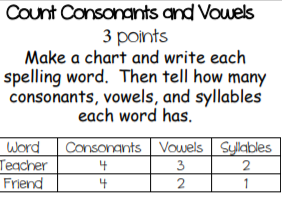 Count Consonants and Vowels
3 points
Make a chart and write each
spelling word. Then tell how many
consonants, vowels, and syllables
each word has.
Word Consonants Vowels Syllables
Teacher 4 3 2
Friend 4 2 1